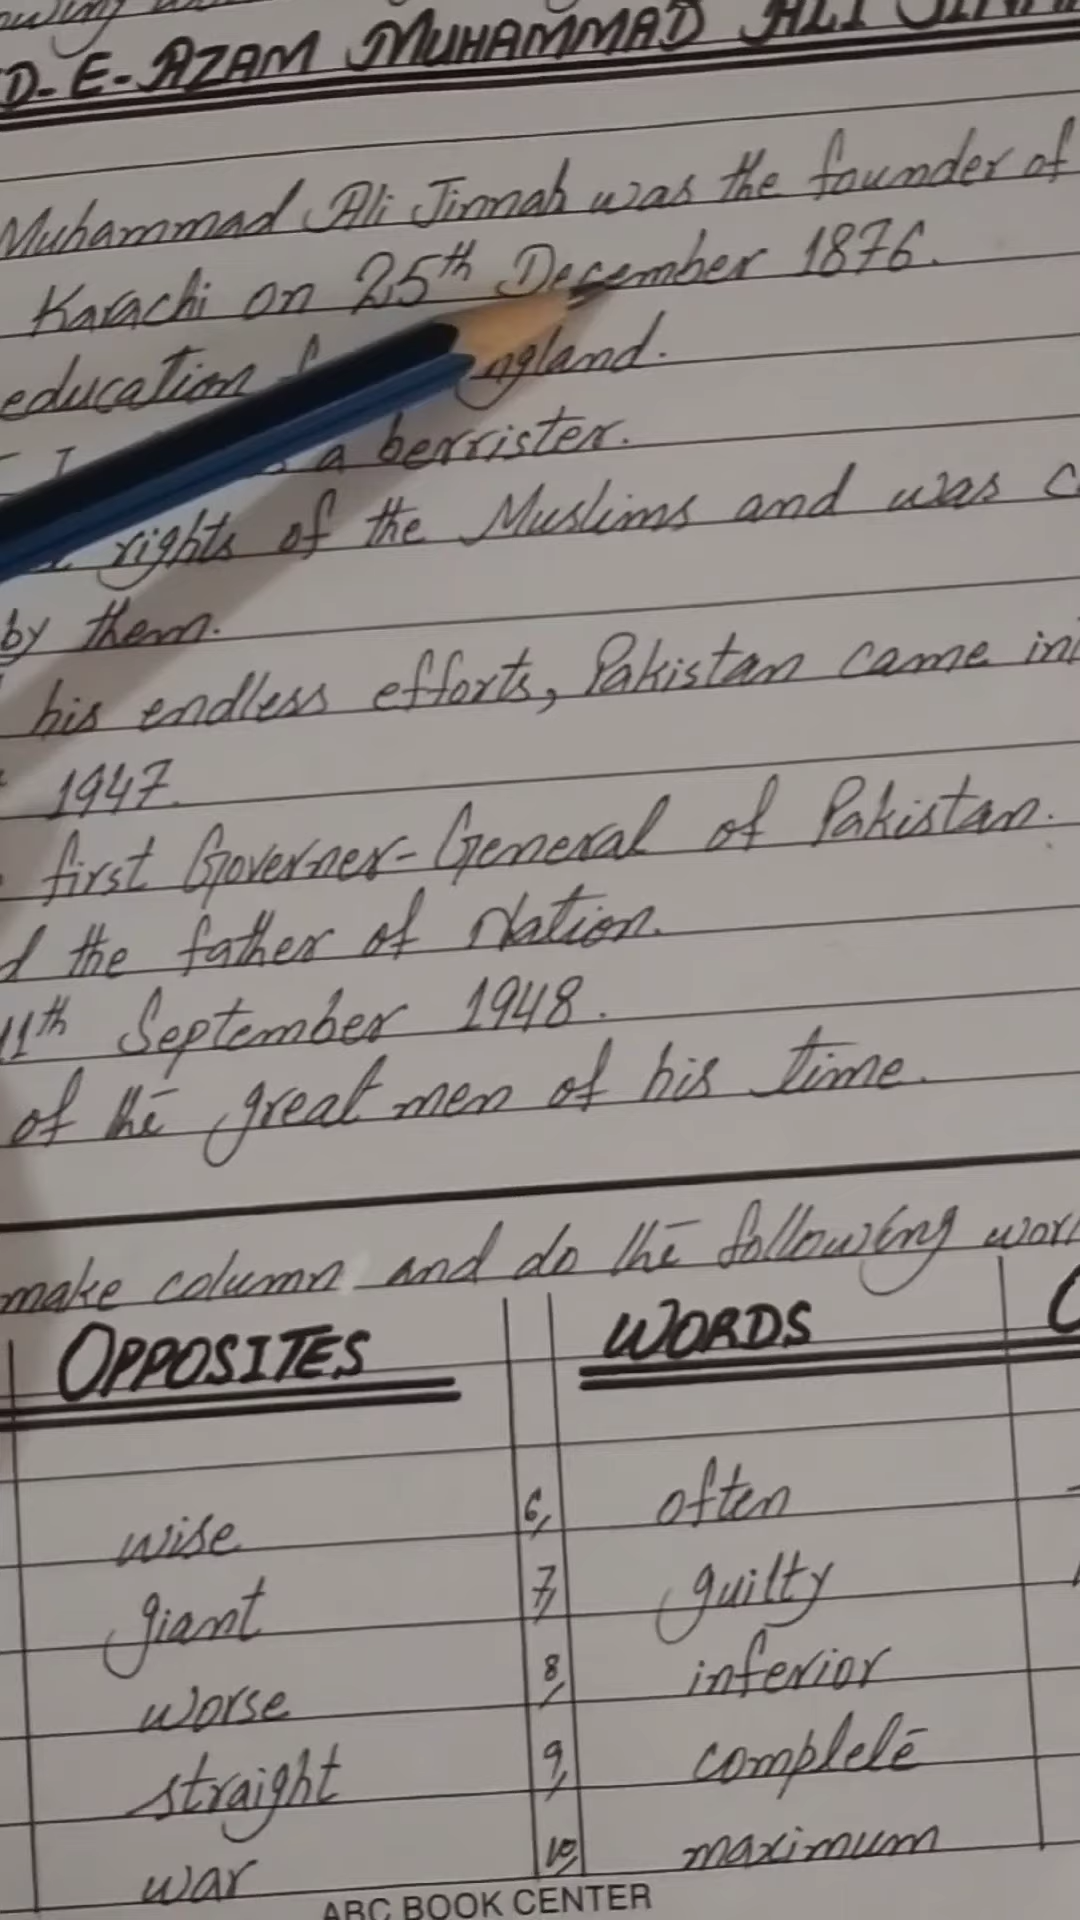 D-E-AZAM MUHAMMAD ALI
Muhammad Ali Jinnah was the founder of
Karachi on 25th December 1876.
education ngland.
a berrister.
rights of the Muslims and was
by them.
his endless efforts, Pakistan came
1947.
first Governer-General of Pakistan.
the father of Nation.
11th September 1948.
of the great men of his time.
make column and do the following
OPPOSITES WORDS
wise 6, often
giant 7, guilty
worse 8, inferior
straight 9, complete
war 10, maximum
ABC BOOK CENTER